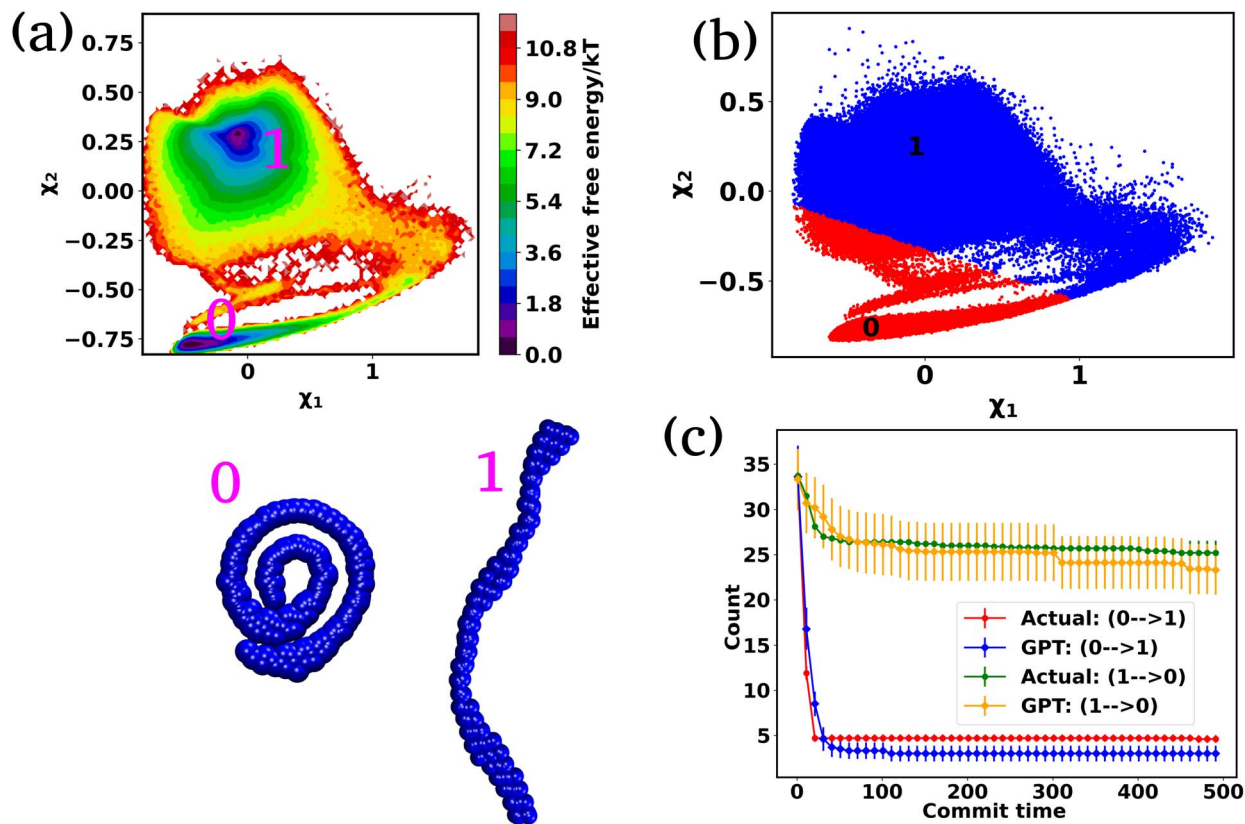 (a)
0.75
0.50
0.25
0.00
−0.25
−0.50
−0.75
χ₂
1
0
0 1
χ₁
10.8
9.0
7.2
5.4
3.6
1.8
0.0
Effective free energy/kT
(b)
0.5
0.0
−0.5
χ₂
1
0
0 1
χ₁
0
1
(c)
35
30
25
20
15
10
5
Count
Actual: (0-->1)
GPT: (0-->1)
Actual: (1-->0)
GPT: (1-->0)
0 100 200 300 400 500
Commit time